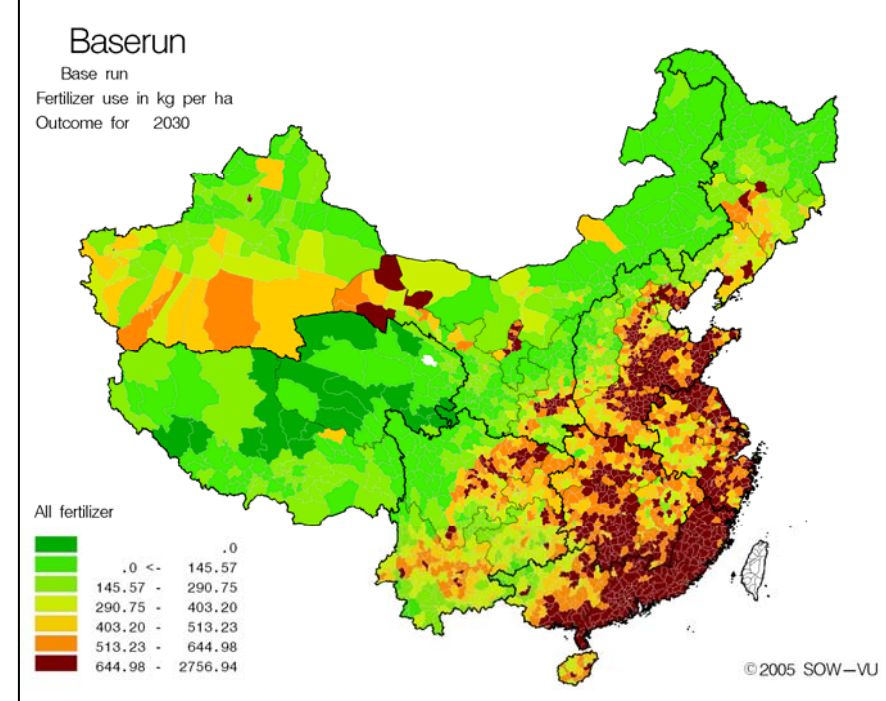 Baserun
Base run
Fertilizer use in kg per ha
Outcome for 2030
All fertilizer
.0
.0 <- 145.57
145.57 - 290.75
290.75 - 403.20
403.20 - 513.23
513.23 - 644.98
644.98 - 2756.94
©2005 SOW—VU